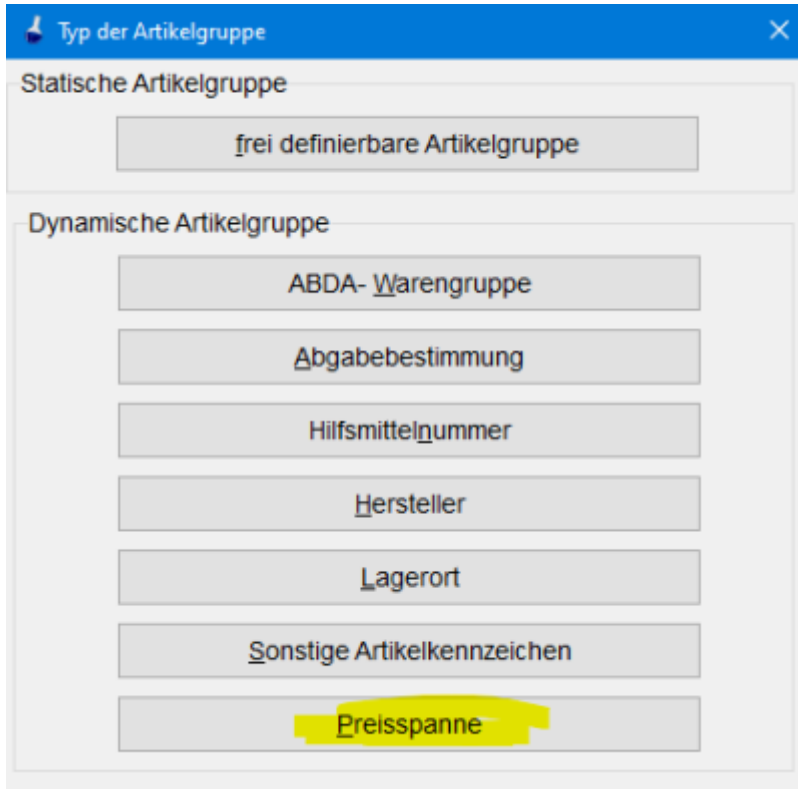 Typ der Artikelgruppe
Statische Artikelgruppe
frei definierbare Artikelgruppe
Dynamische Artikelgruppe
ABDA- Warengruppe
Abgabebestimmung
Hilfsmittelnummer
Hersteller
Lagerort
Sonstige Artikelkennzeichen
Preisspanne